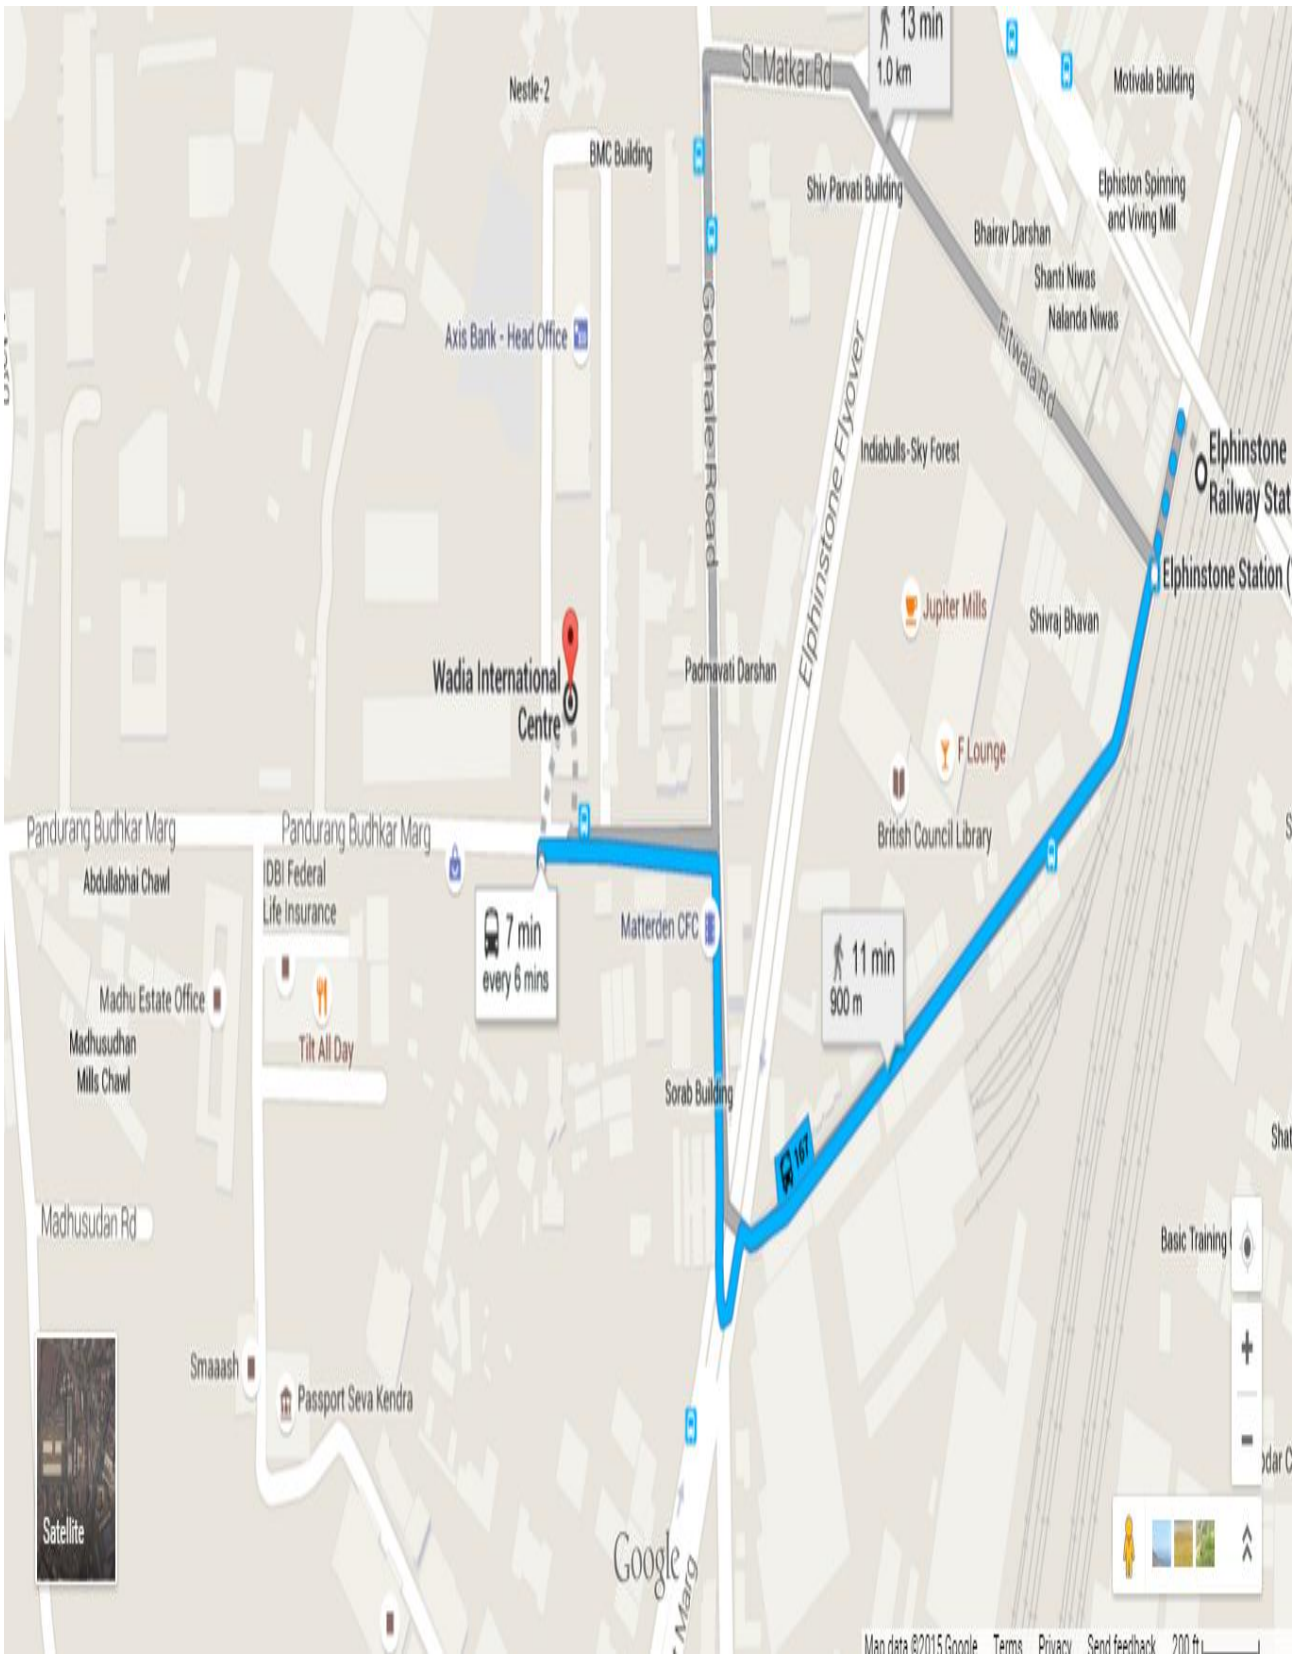 13 min
1.0 km
SL Matkar Rd
Motivala Building
Nestle-2
BMC Building
Shiv Parvati Building
Elphiston Spinning
and Viving Mill
Bhairav Darshan
Shanti Niwas
Nalanda Niwas
Axis Bank - Head Office
Gokhale Road
Elphinstone Flyover
Fitwala Rd
Indiabulls-Sky Forest
Elphinstone
Railway Stat
Elphinstone Station (
Jupiter Mills
Shivraj Bhavan
Wadia International
Centre
Padmavati Darshan
F Lounge
British Council Library
Pandurang Budhkar Marg
Pandurang Budhkar Marg
Abdullabhai Chawl
IDBI Federal
Life Insurance
7 min
every 6 mins
Matterden CFC
11 min
900 m
Madhu Estate Office
Madhusudhan
Mills Chawl
Tilt All Day
Sorab Building
167
Shat
Madhusudan Rd
Basic Training
Smaaash
Passport Seva Kendra
odar C
Satellite
Google
Marg
Map data ©2015 Google Terms Privacy Send feedback 200 ft